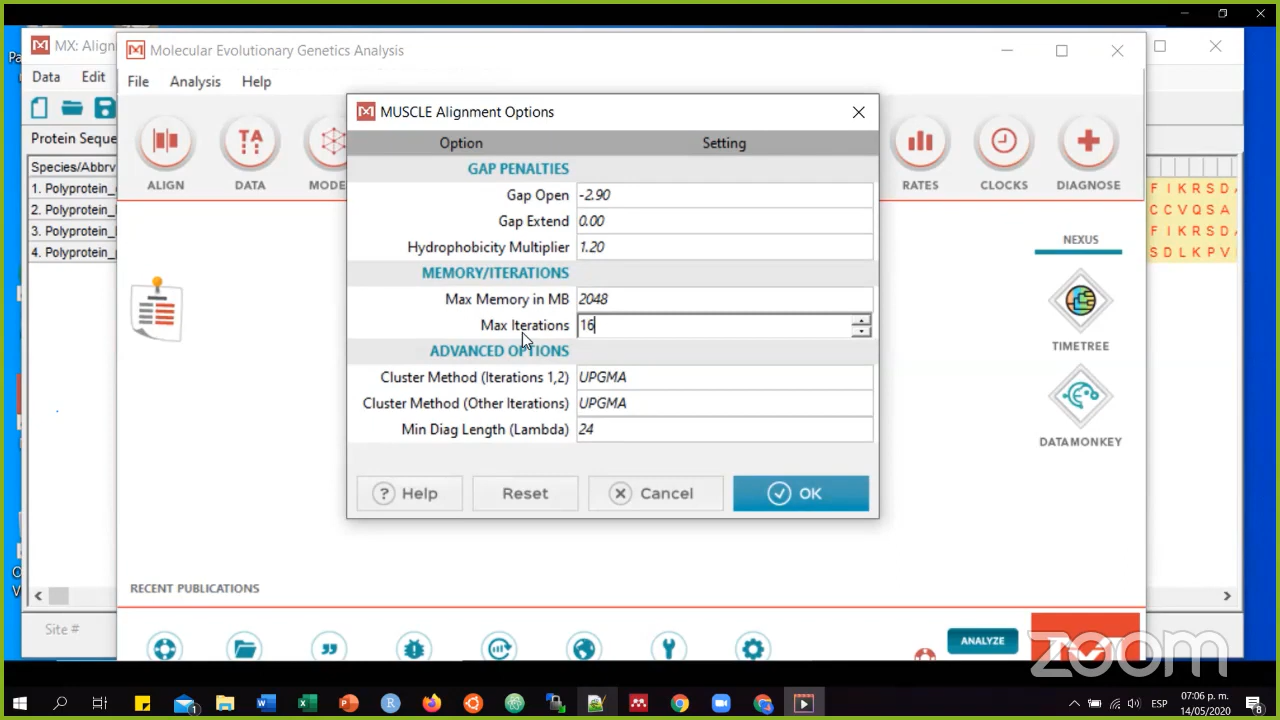 Molecular Evolutionary Genetics Analysis
MX: Align
Data Edit
File Analysis Help
Protein Seque
Species/Abbrv
1. Polyprotein_
2. Polyprotein_
3. Polyprotein_
4. Polyprotein_
ALIGN
DATA
MODE
RATES
CLOCKS
DIAGNOSE
MUSCLE Alignment Options
Option Setting
GAP PENALTIES
Gap Open -2.90
Gap Extend 0.00
Hydrophobicity Multiplier 1.20
MEMORY/ITERATIONS
Max Memory in MB 2048
Max Iterations 16
ADVANCED OPTIONS
Cluster Method (Iterations 1,2) UPGMA
Cluster Method (Other Iterations) UPGMA
Min Diag Length (Lambda) 24
? Help
Reset
Cancel
OK
F I K R S D
C C V Q S A
F I K R S D
S D L K P V
NEXUS
TIMETREE
DATAMONKEY
RECENT PUBLICATIONS
Site #
ANALYZE
zoom
ESP
07:06 p. m.
14/05/2020